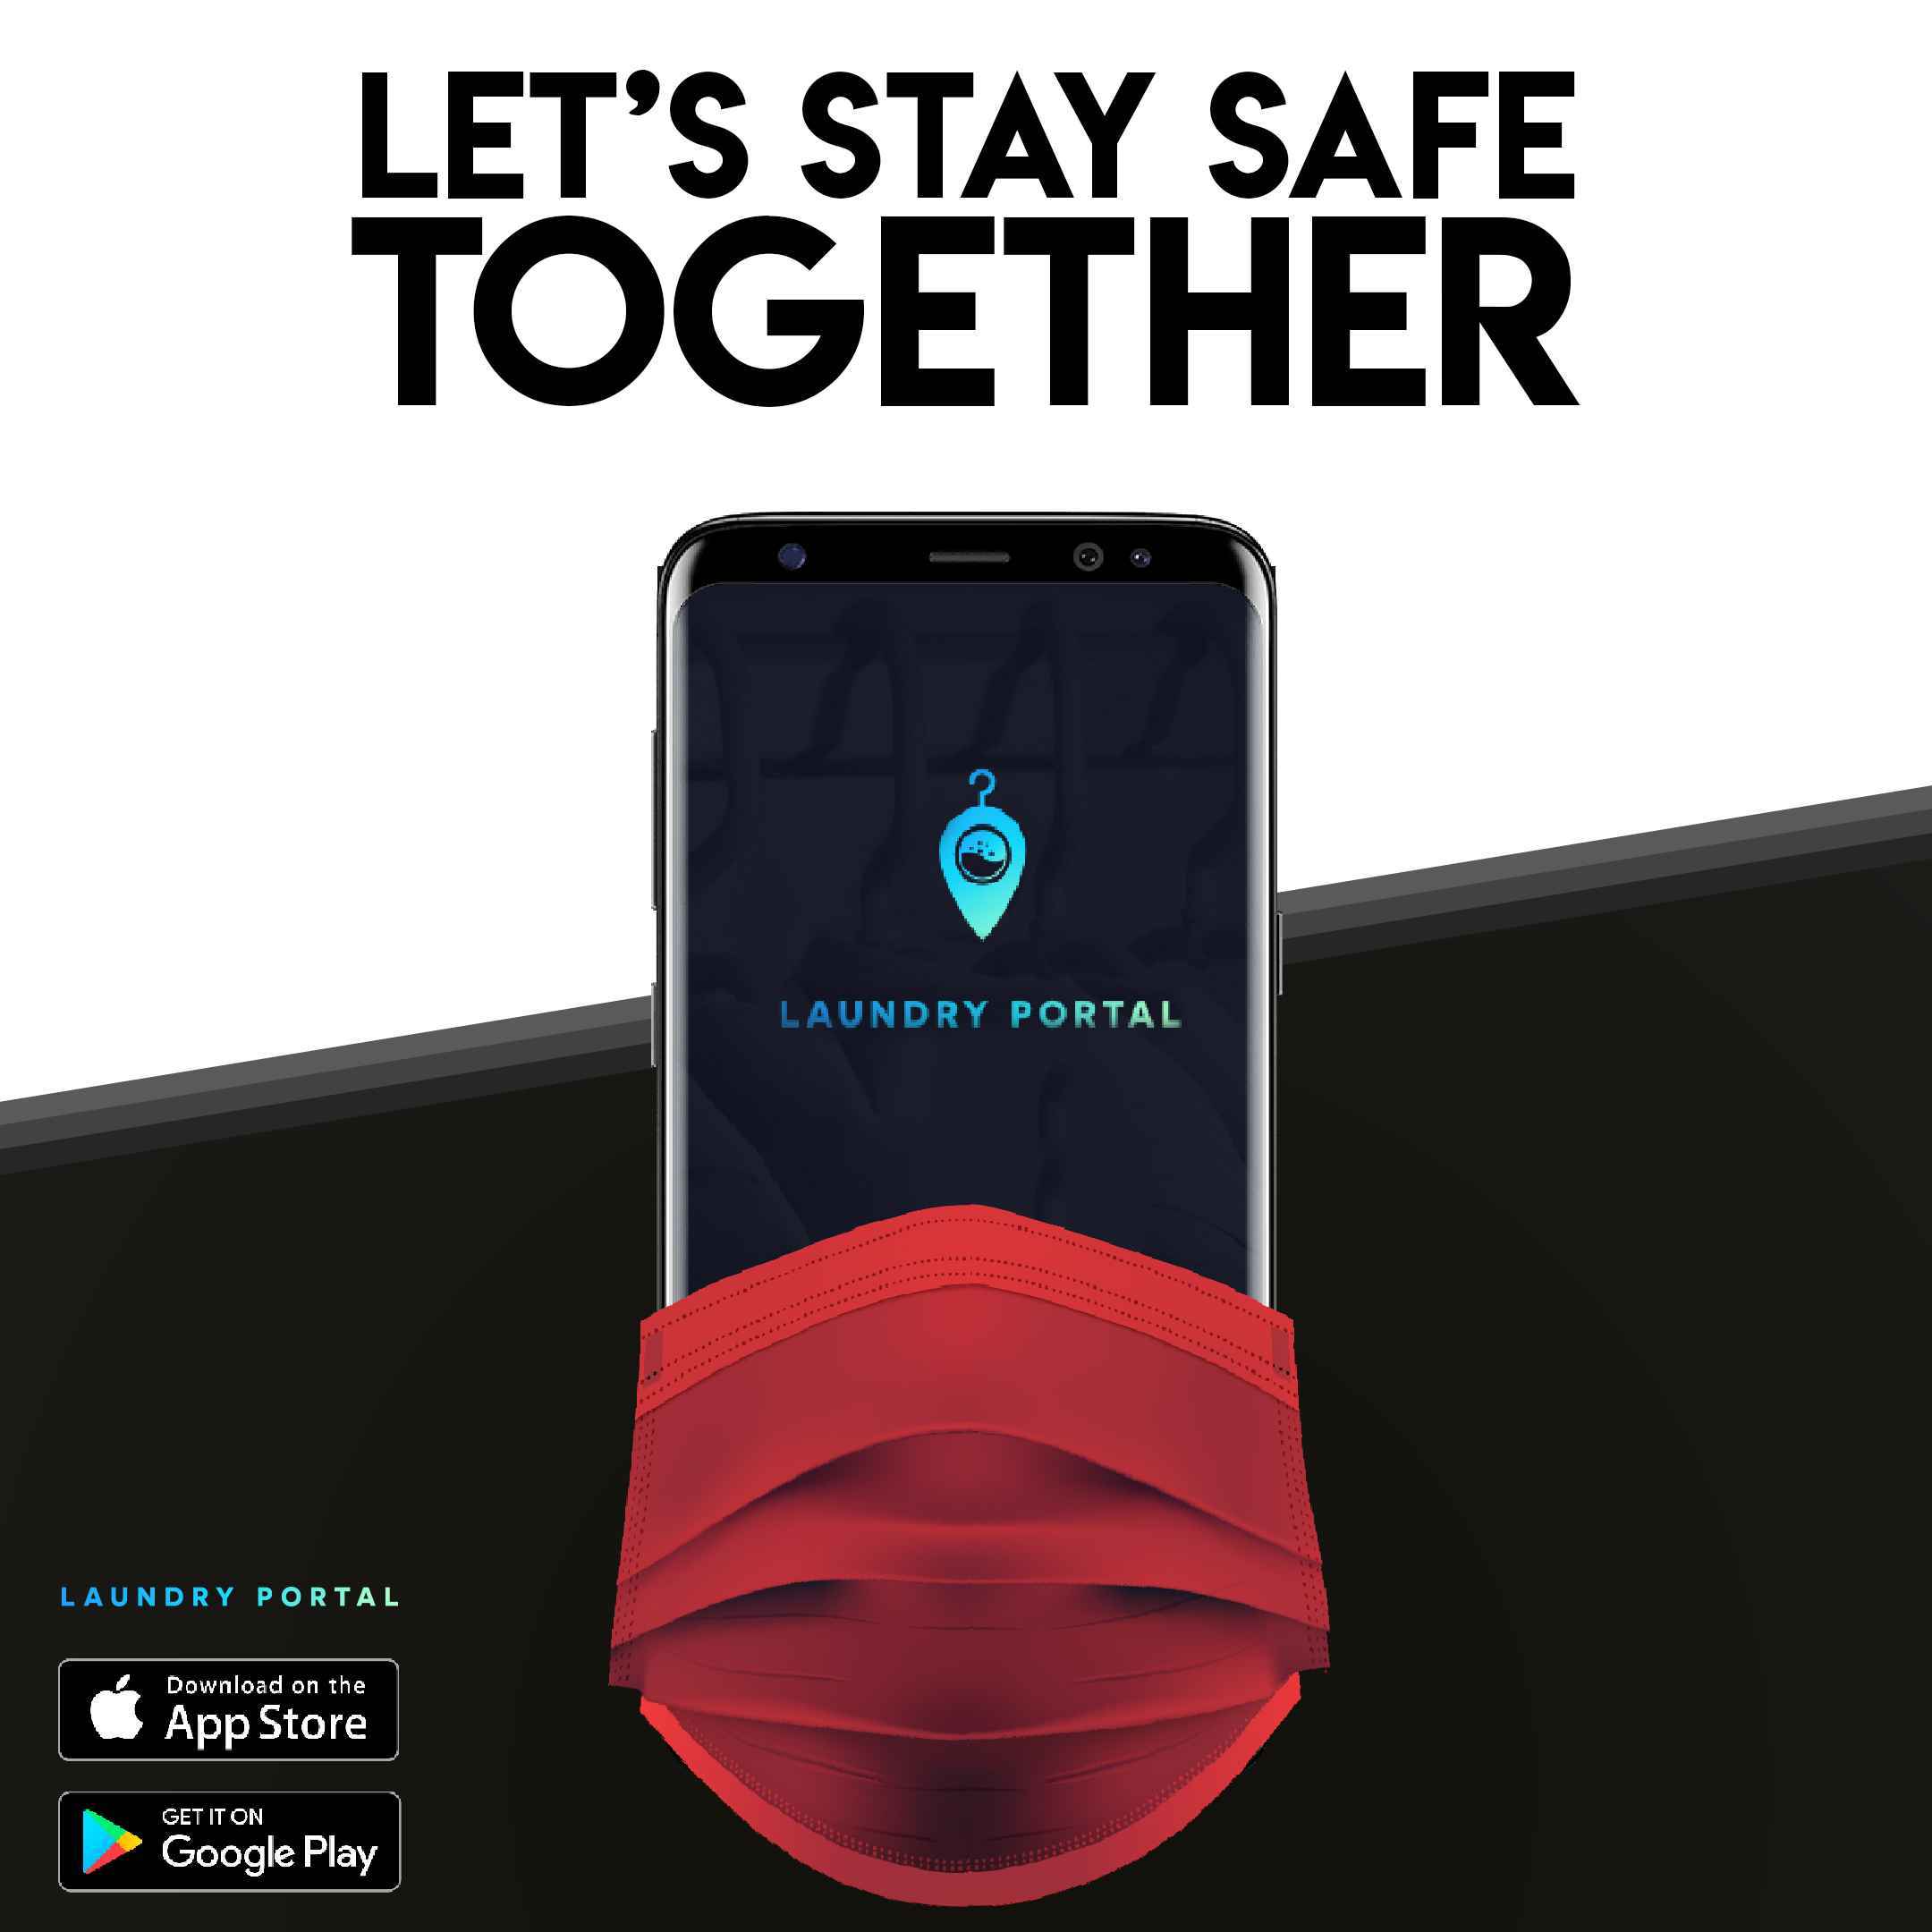 LET'S STAY SAFE
TOGETHER
LAUNDRY PORTAL
LAUNDRY PORTAL
Download on the
App Store
GET IT ON
Google Play